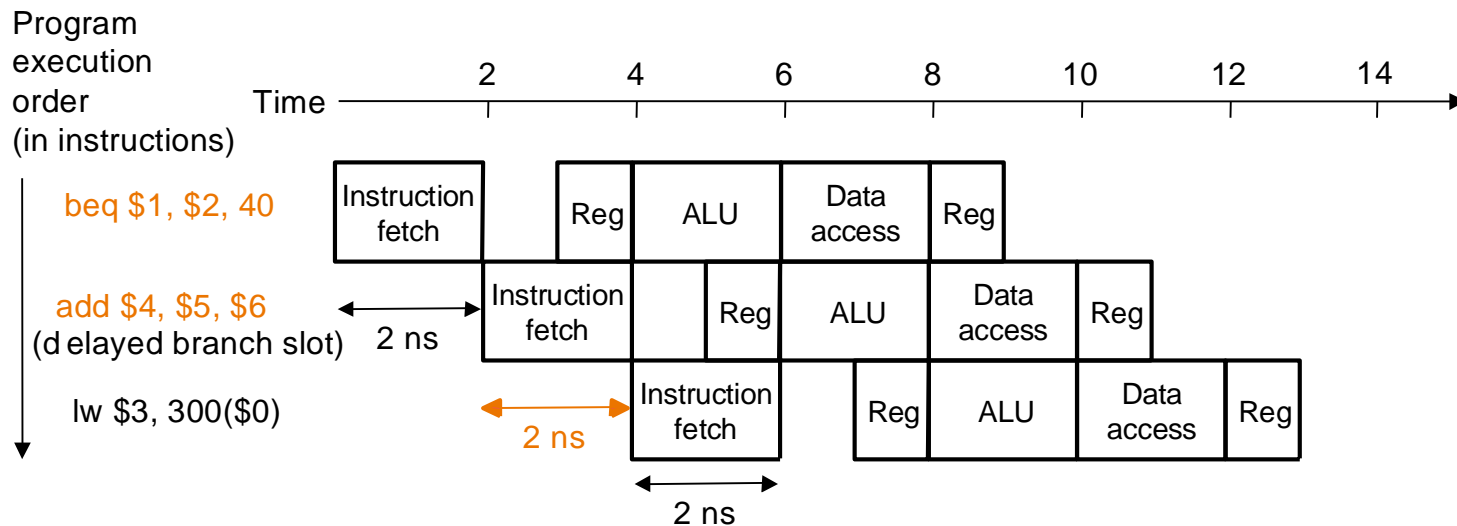 Program
execution
order
(in instructions)
Time
2 4 6 8 10 12 14
beq $1, $2, 40
Instruction
fetch
Reg
ALU
Data
access
Reg
add $4, $5, $6
(d elayed branch slot)
2 ns
Instruction
fetch
Reg
ALU
Data
access
Reg
lw $3, 300($0)
2 ns
Instruction
fetch
Reg
ALU
Data
access
Reg
2 ns